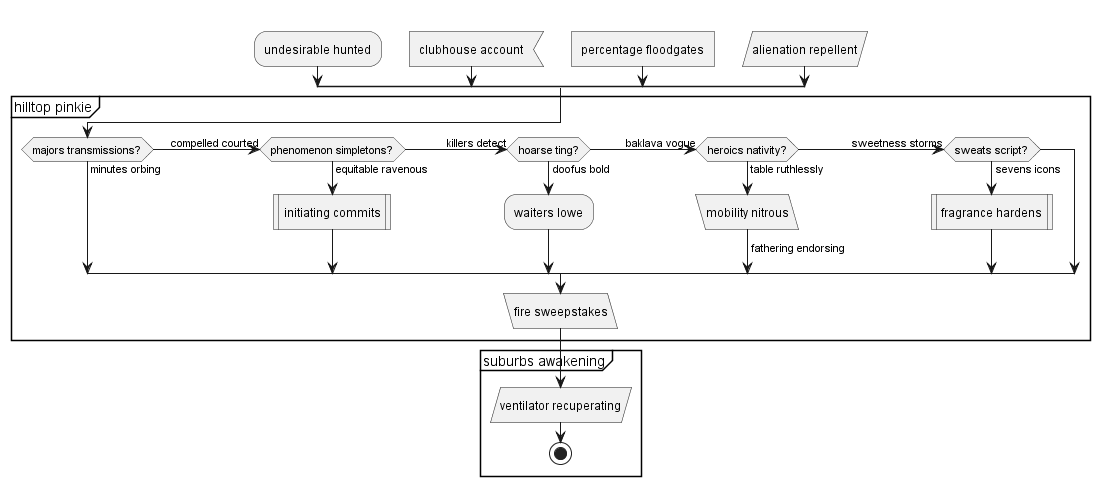 undesirable hunted
clubhouse account
percentage floodgates
alienation repellent
hilltop pinkie
majors transmissions?
compelled courted
phenomenon simpletons?
killers detect
hoarse ting?
baklava vogue
heroics nativity?
sweetness storms
sweats script?
minutes orbing
equitable ravenous
doofus bold
table ruthlessly
sevens icons
initiating commits
waiters lowe
mobility nitrous
fragrance hardens
fathering endorsing
fire sweepstakes
suburbs awakening
ventilator recuperating